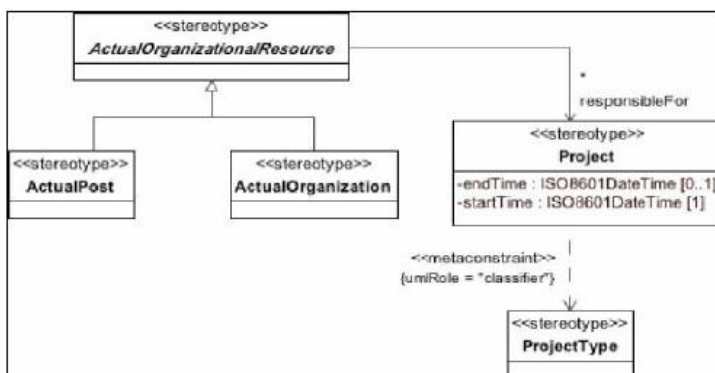 <<stereotype>>
ActualOrganizationalResource
*
responsibleFor
<<stereotype>>
ActualPost
<<stereotype>>
ActualOrganization
<<stereotype>>
Project
-endTime : ISO8601DateTime [0..1]
-startTime : ISO8601DateTime [1]
<<metaconstraint>>
{umlRole = "classifier"}
<<stereotype>>
ProjectType